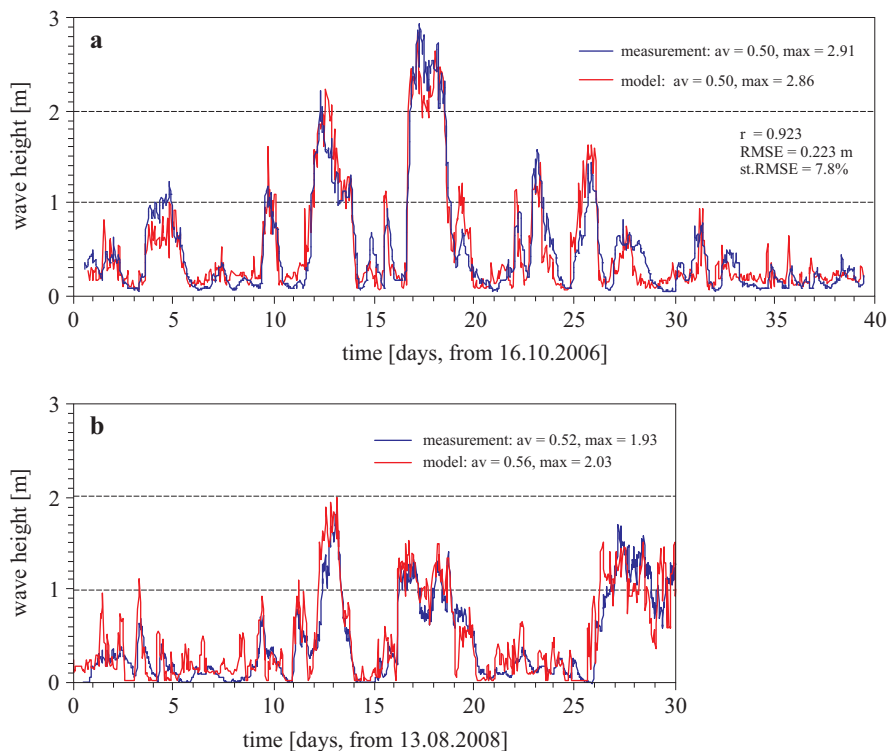 3
a
measurement: av = 0.50, max = 2.91
model: av = 0.50, max = 2.86
2
r = 0.923
RMSE = 0.223 m
st.RMSE = 7.8%
wave height [m]
1
0
0 5 10 15 20 25 30 35 40
time [days, from 16.10.2006]
3
b
measurement: av = 0.52, max = 1.93
model: av = 0.56, max = 2.03
2
wave height [m]
1
0
0 5 10 15 20 25 30
time [days, from 13.08.2008]